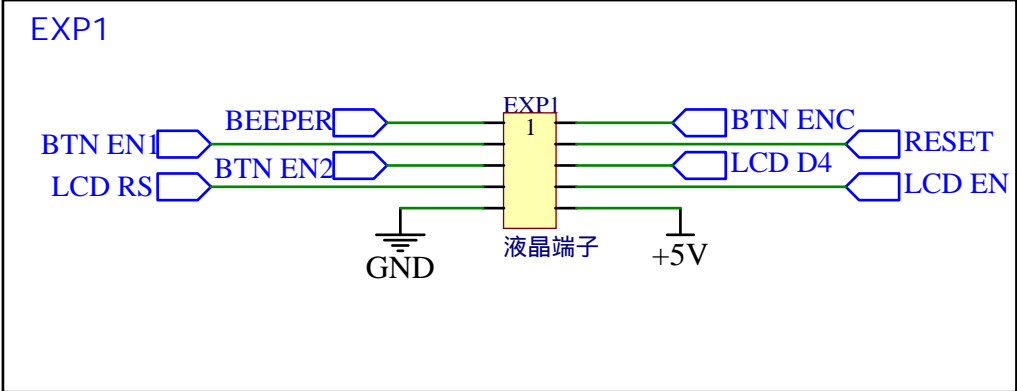 EXP1
EXP1
1
BEEPER
BTN ENC
BTN EN1
RESET
BTN EN2
LCD D4
LCD RS
LCD EN
液晶端子
GND
+5V